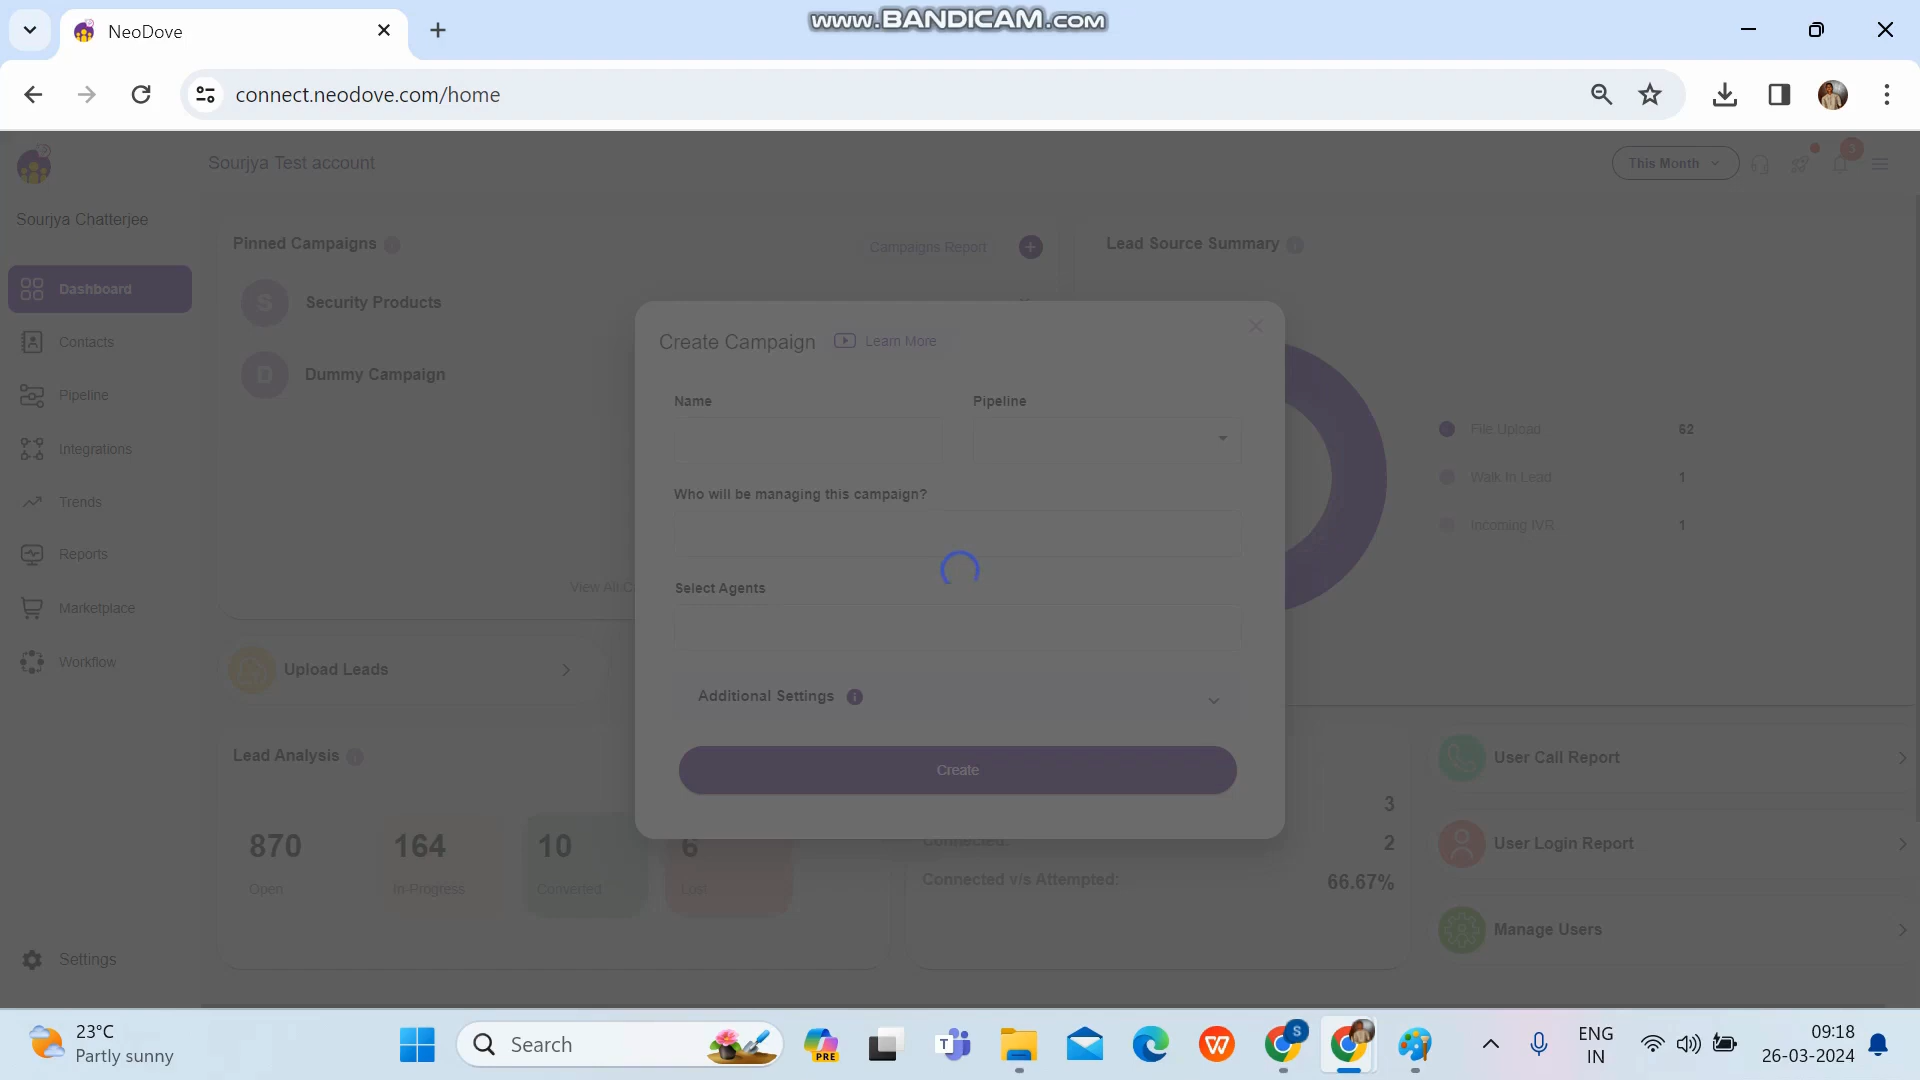 NeoDove
www.BANDICAM.com
connect.neodove.com/home
Sourjya Test account
This Month
3
Sourjya Chatterjee
Dashboard
Contacts
Pipeline
Integrations
Trends
Reports
Marketplace
Workflow
Settings
Pinned Campaigns
Campaigns Report
S
Security Products
D
Dummy Campaign
Lead Source Summary
File Upload 62
Walk In Lead 1
Incoming IVR 1
Create Campaign
Learn More
Name
Pipeline
Who will be managing this campaign?
Select Agents
Additional Settings
Create
View All C
Upload Leads
Lead Analysis
870
Open
164
In-Progress
10
Converted
6
Lost
3
Connected: 2
Connected v/s Attempted: 66.67%
User Call Report
User Login Report
Manage Users
23°C
Partly sunny
Search
PRE
T
W
S
ENG
IN
09:18
26-03-2024